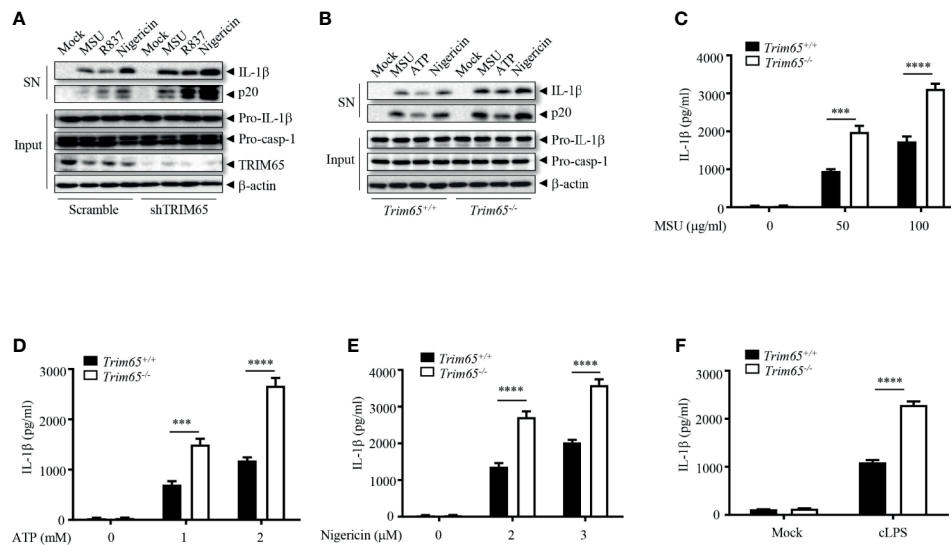 A
Mock
MSU
R837
Nigericin
Mock
MSU
R837
Nigericin
SN
IL-1β
p20
Input
Pro-IL-1β
Pro-casp-1
TRIM65
β-actin
Scramble
shTRIM65
B
Mock
MSU
ATP
Nigericin
Mock
MSU
ATP
Nigericin
SN
IL-1β
p20
Input
Pro-IL-1β
Pro-casp-1
β-actin
Trim65+/+
Trim65-/-
C
Trim65+/+
Trim65-/-
IL-1β (pg/ml)
4000
3000
2000
1000
0
***
****
MSU (μg/ml)
0
50
100
D
Trim65+/+
Trim65-/-
IL-1β (pg/ml)
3000
2000
1000
0
***
****
ATP (mM)
0
1
2
E
Trim65+/+
Trim65-/-
IL-1β (pg/ml)
4000
3000
2000
1000
0
****
****
Nigericin (μM)
0
2
3
F
Trim65+/+
Trim65-/-
IL-1β (pg/ml)
3000
2000
1000
0
****
Mock
cLPS